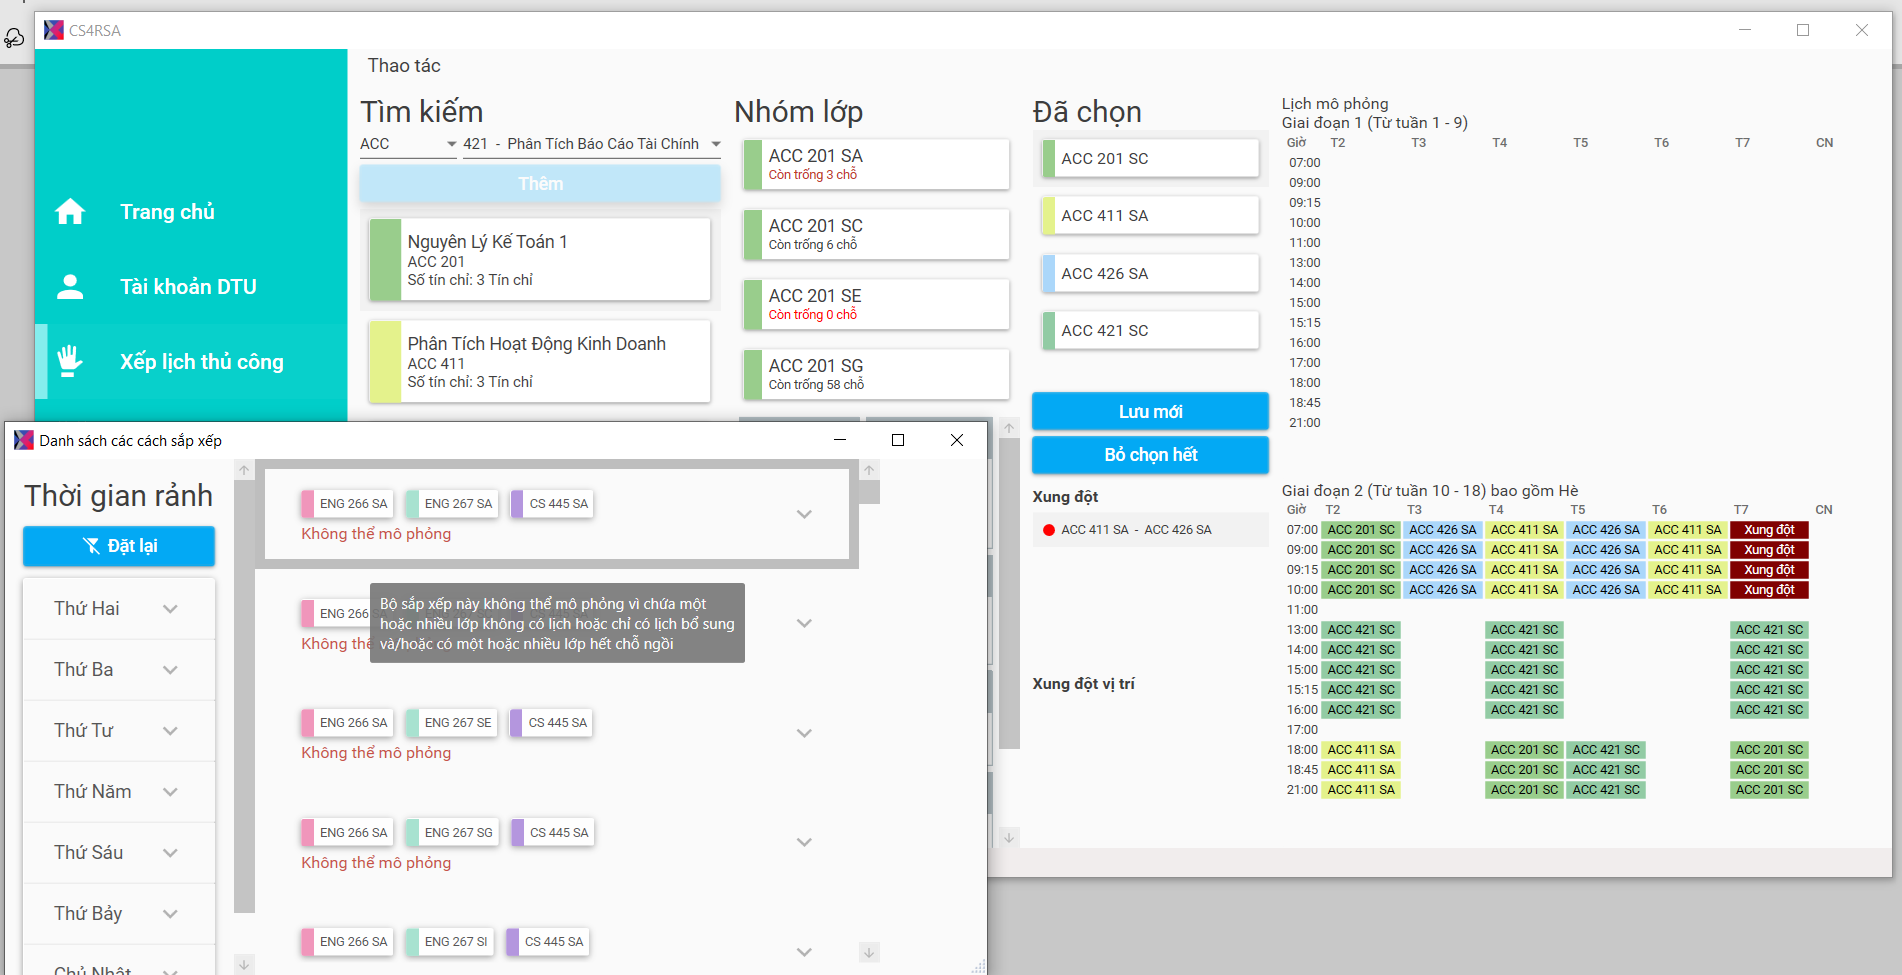 CS4RSA
Thao tác
Trang chủ
Tài khoản DTU
Xếp lịch thủ công
Tìm kiếm
ACC
421 - Phân Tích Báo Cáo Tài Chính
Thêm
Nguyên Lý Kế Toán 1
ACC 201
Số tín chỉ: 3 Tín chỉ
Phân Tích Hoạt Động Kinh Doanh
ACC 411
Số tín chỉ: 3 Tín chỉ
Nhóm lớp
ACC 201 SA
Còn trống 3 chỗ
ACC 201 SC
Còn trống 6 chỗ
ACC 201 SE
Còn trống 0 chỗ
ACC 201 SG
Còn trống 58 chỗ
Đã chọn
ACC 201 SC
ACC 411 SA
ACC 426 SA
ACC 421 SC
Lưu mới
Bỏ chọn hết
Xung đột
ACC 411 SA - ACC 426 SA
Xung đột vị trí
Lịch mô phỏng
Giai đoạn 1 (Từ tuần 1 - 9)
Giờ T2 T3 T4 T5 T6 T7 CN
07:00
09:00
09:15
10:00
11:00
13:00
14:00
15:00
15:15
16:00
17:00
18:00
18:45
21:00
Giai đoạn 2 (Từ tuần 10 - 18) bao gồm Hè
Giờ T2 T3 T4 T5 T6 T7 CN
07:00 ACC 201 SC ACC 426 SA ACC 411 SA ACC 426 SA ACC 411 SA Xung đột
09:00 ACC 201 SC ACC 426 SA ACC 411 SA ACC 426 SA ACC 411 SA Xung đột
09:15 ACC 201 SC ACC 426 SA ACC 411 SA ACC 426 SA ACC 411 SA Xung đột
10:00 ACC 201 SC ACC 426 SA ACC 411 SA ACC 426 SA ACC 411 SA Xung đột
11:00
13:00 ACC 421 SC ACC 421 SC ACC 421 SC
14:00 ACC 421 SC ACC 421 SC ACC 421 SC
15:00 ACC 421 SC ACC 421 SC ACC 421 SC
15:15 ACC 421 SC ACC 421 SC ACC 421 SC
16:00 ACC 421 SC ACC 421 SC ACC 421 SC
17:00
18:00 ACC 411 SA ACC 201 SC ACC 421 SC ACC 201 SC
18:45 ACC 411 SA ACC 201 SC ACC 421 SC ACC 201 SC
21:00 ACC 411 SA ACC 201 SC ACC 421 SC ACC 201 SC
Danh sách các cách sắp xếp
Thời gian rảnh
Đặt lại
Thứ Hai
Thứ Ba
Thứ Tư
Thứ Năm
Thứ Sáu
Thứ Bảy
Chủ Nhật
ENG 266 SA ENG 267 SA CS 445 SA
Không thể mô phỏng
ENG 266
Không thể
Bộ sắp xếp này không thể mô phỏng vì chứa một
hoặc nhiều lớp không có lịch hoặc chỉ có lịch bổ sung
và/hoặc có một hoặc nhiều lớp hết chỗ ngồi
ENG 266 SA ENG 267 SE CS 445 SA
Không thể mô phỏng
ENG 266 SA ENG 267 SG CS 445 SA
Không thể mô phỏng
ENG 266 SA ENG 267 SI CS 445 SA